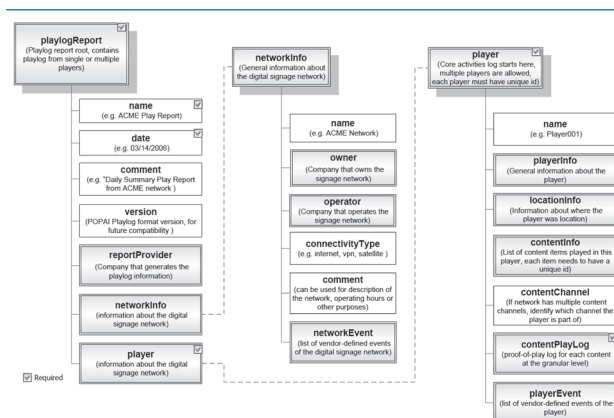 playlogReport
(Playlog report root, contains
playlog from single or multiple
players)
name
(e.g. ACME Play Report)
date
(e.g. 03/14/2006)
comment
(e.g. "Daily Summary Play Report
from ACME network )
version
(POPAI Playlog format version, for
future compatibility )
reportProvider
(Company that generates the
playlog information)
networkInfo
(information about the digital
signage network)
player
(information about the digital
signage network)
Required
networkInfo
(General information about
the digital signage network)
name
(e.g. ACME Network)
owner
(Company that owns the
signage network)
operator
(Company that operates the
signage network)
connectivityType
(e.g. internet, vpn, satellite )
comment
(can be used for description of
the network, operating hours or
other purposes)
networkEvent
(list of vendor-defined events
of the digital signage network)
player
(Core activities log starts here,
multiple players are allowed,
each player must have unique id)
name
(e.g. Player001)
playerInfo
(General information about the
player)
locationInfo
(Information about where the
player was location)
contentInfo
(List of content items played in this
player, each item needs to have a
unique id)
contentChannel
(If network has multiple content
channels, identify which channel the
player is part of)
contentPlayLog
(proof-of-play log for each content
at the granular level)
playerEvent
(list of vendor-defined events of the
player)